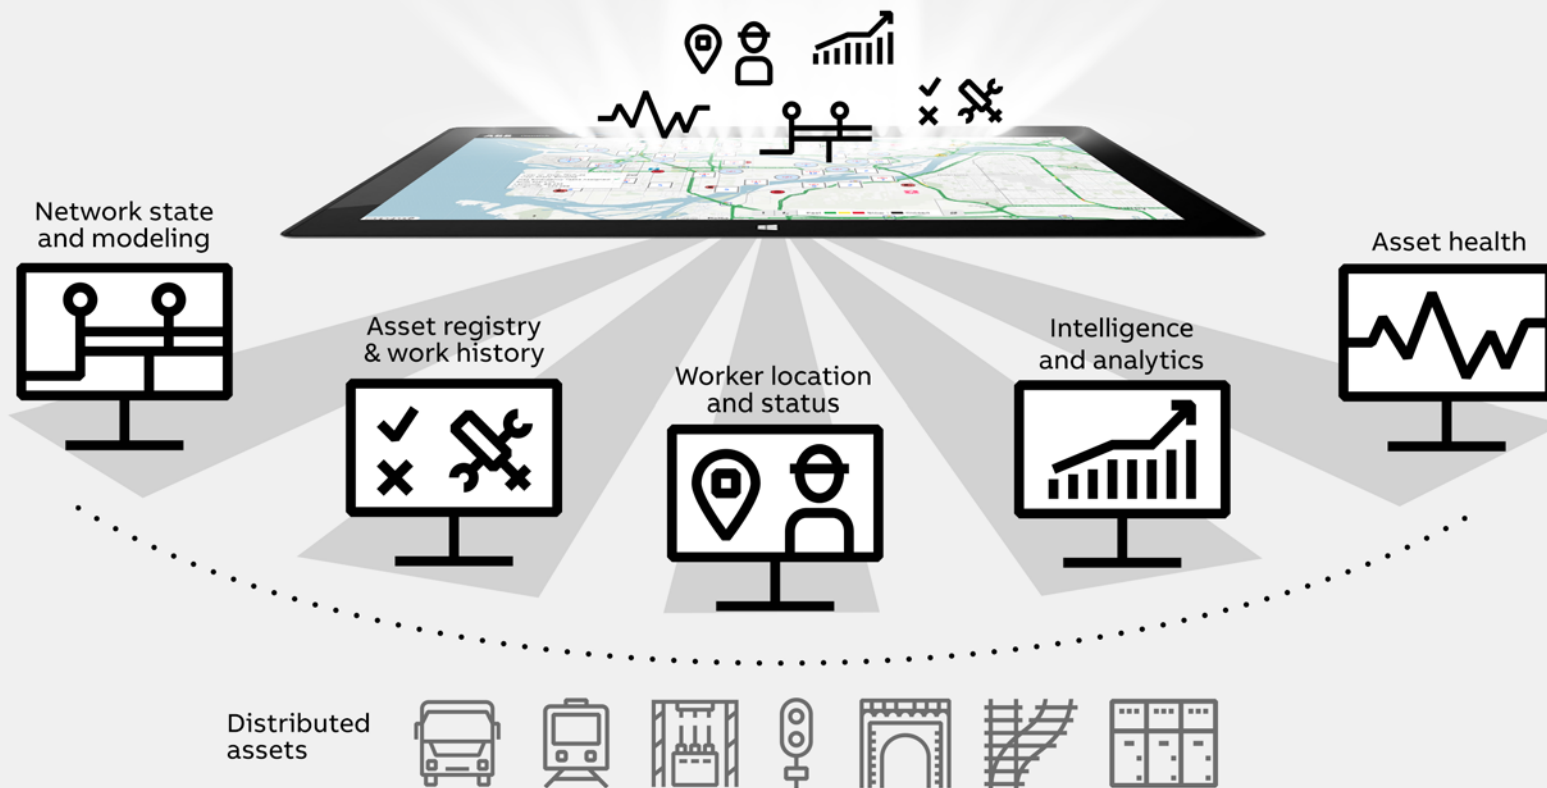 Network state
and modeling
Asset registry
& work history
Worker location
and status
Intelligence
and analytics
Asset health
Distributed
assets